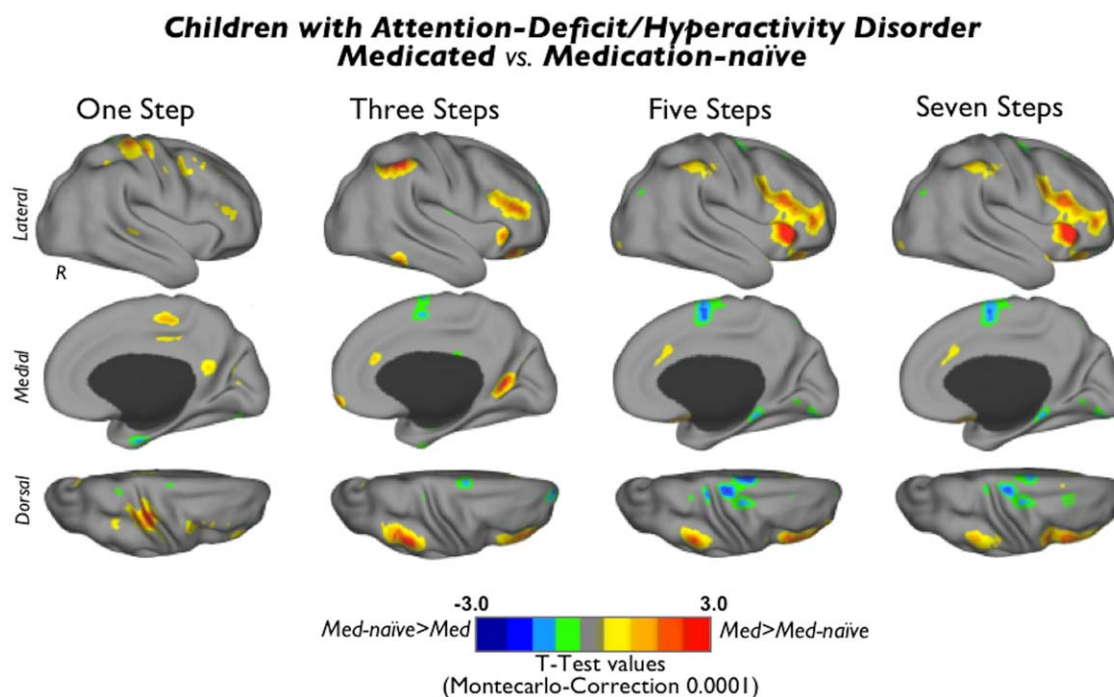 Children with Attention-Deficit/Hyperactivity Disorder
Medicated vs. Medication-naïve
One Step
Three Steps
Five Steps
Seven Steps
Lateral
R
Medial
Dorsal
-3.0
3.0
Med-naïve>Med
Med>Med-naïve
T-Test values
(Montecarlo-Correction 0.0001)